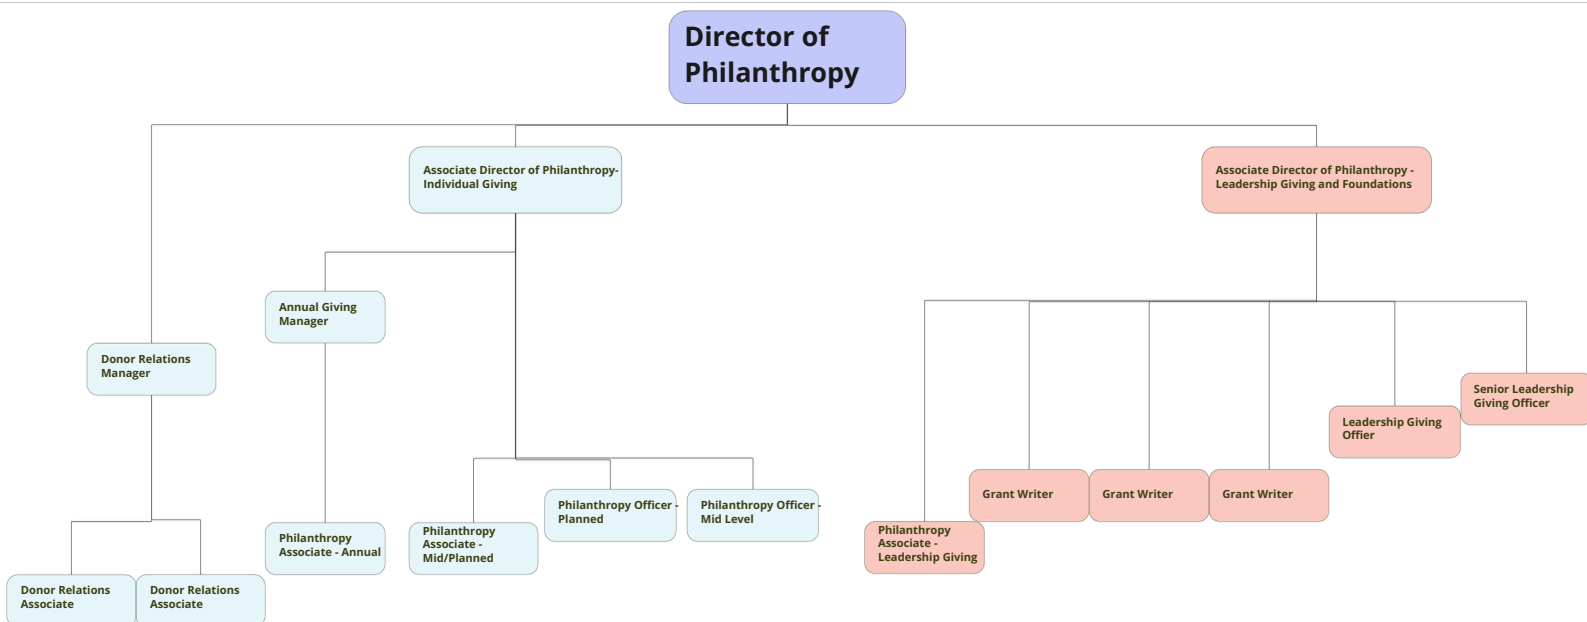 Director of
Philanthropy
Associate Director of Philanthropy-
Individual Giving
Associate Director of Philanthropy -
Leadership Giving and Foundations
Annual Giving
Manager
Donor Relations
Manager
Senior Leadership
Giving Officer
Leadership Giving
Offier
Grant Writer
Grant Writer
Grant Writer
Philanthropy Officer -
Planned
Philanthropy Officer -
Mid Level
Philanthropy
Associate - Annual
Philanthropy
Associate -
Mid/Planned
Philanthropy
Associate -
Leadership Giving
Donor Relations
Associate
Donor Relations
Associate